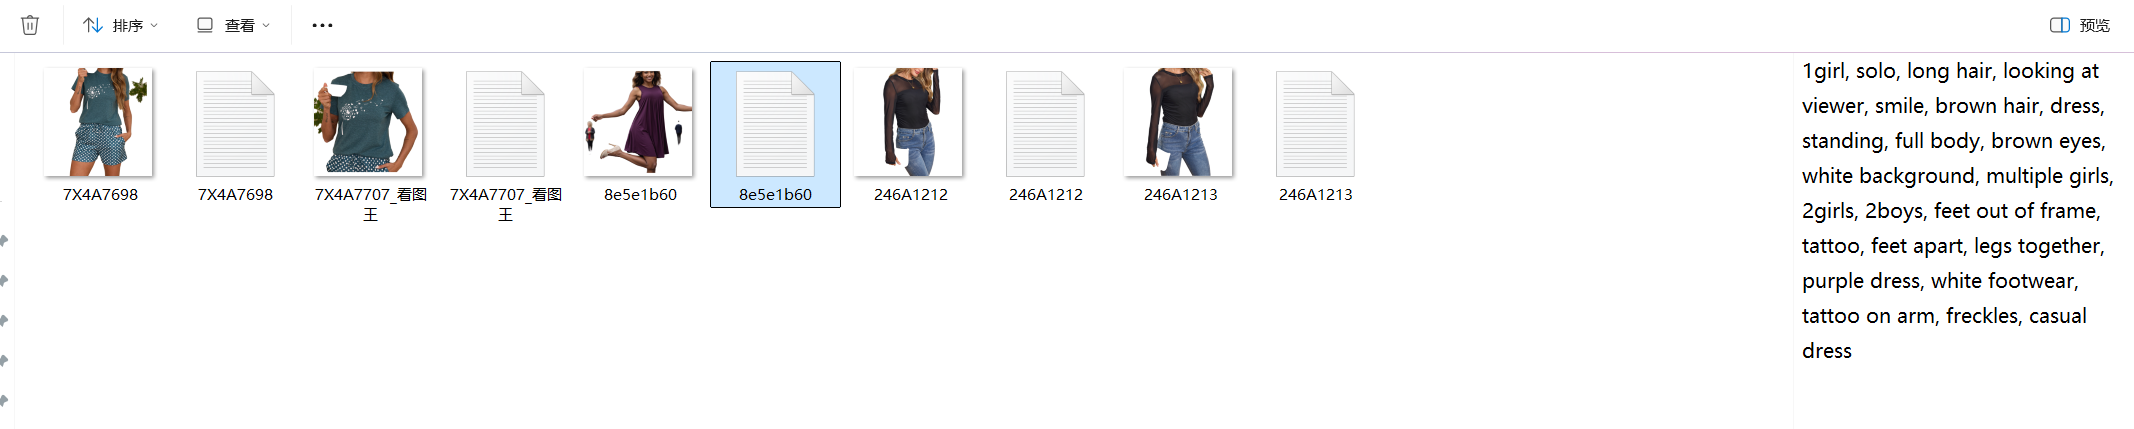 排序
查看
预览
7X4A7698
7X4A7698
7X4A7707_看图
王
7X4A7707_看图
王
8e5e1b60
8e5e1b60
246A1212
246A1212
246A1213
246A1213
1girl, solo, long hair, looking at
viewer, smile, brown hair, dress,
standing, full body, brown eyes,
white background, multiple girls,
2girls, 2boys, feet out of frame,
tattoo, feet apart, legs together,
purple dress, white footwear,
tattoo on arm, freckles, casual
dress